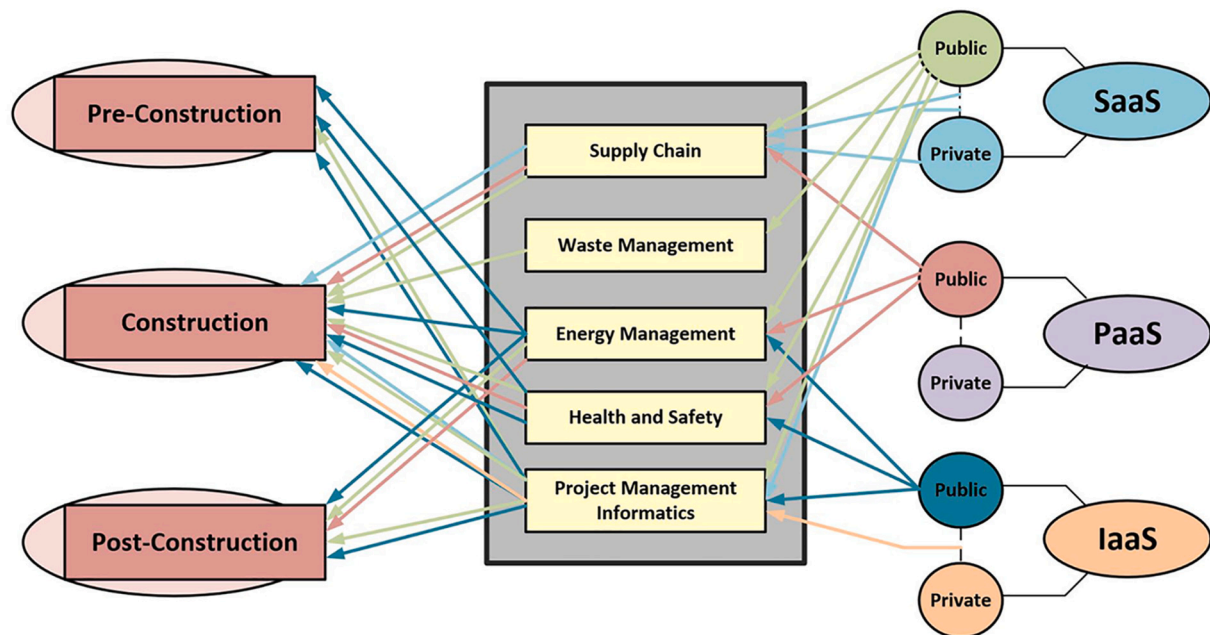 Pre-Construction
Construction
Post-Construction
Supply Chain
Waste Management
Energy Management
Health and Safety
Project Management
Informatics
Public
SaaS
Private
Public
PaaS
Private
Public
IaaS
Private